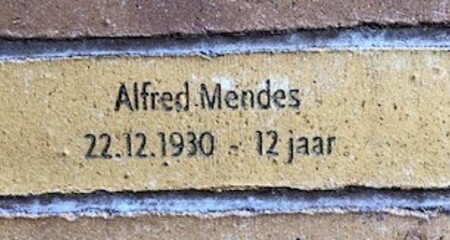 Alfred Mendes
22.12.1930 - 12 jaar